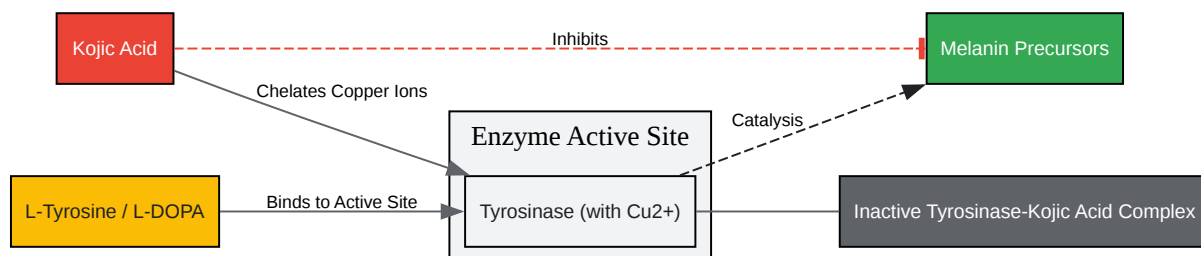 Kojic Acid
Inhibits
Melanin Precursors
Chelates Copper Ions
Catalysis
Enzyme Active Site
L-Tyrosine / L-DOPA
Binds to Active Site
Tyrosinase (with Cu2+)
Inactive Tyrosinase-Kojic Acid Complex